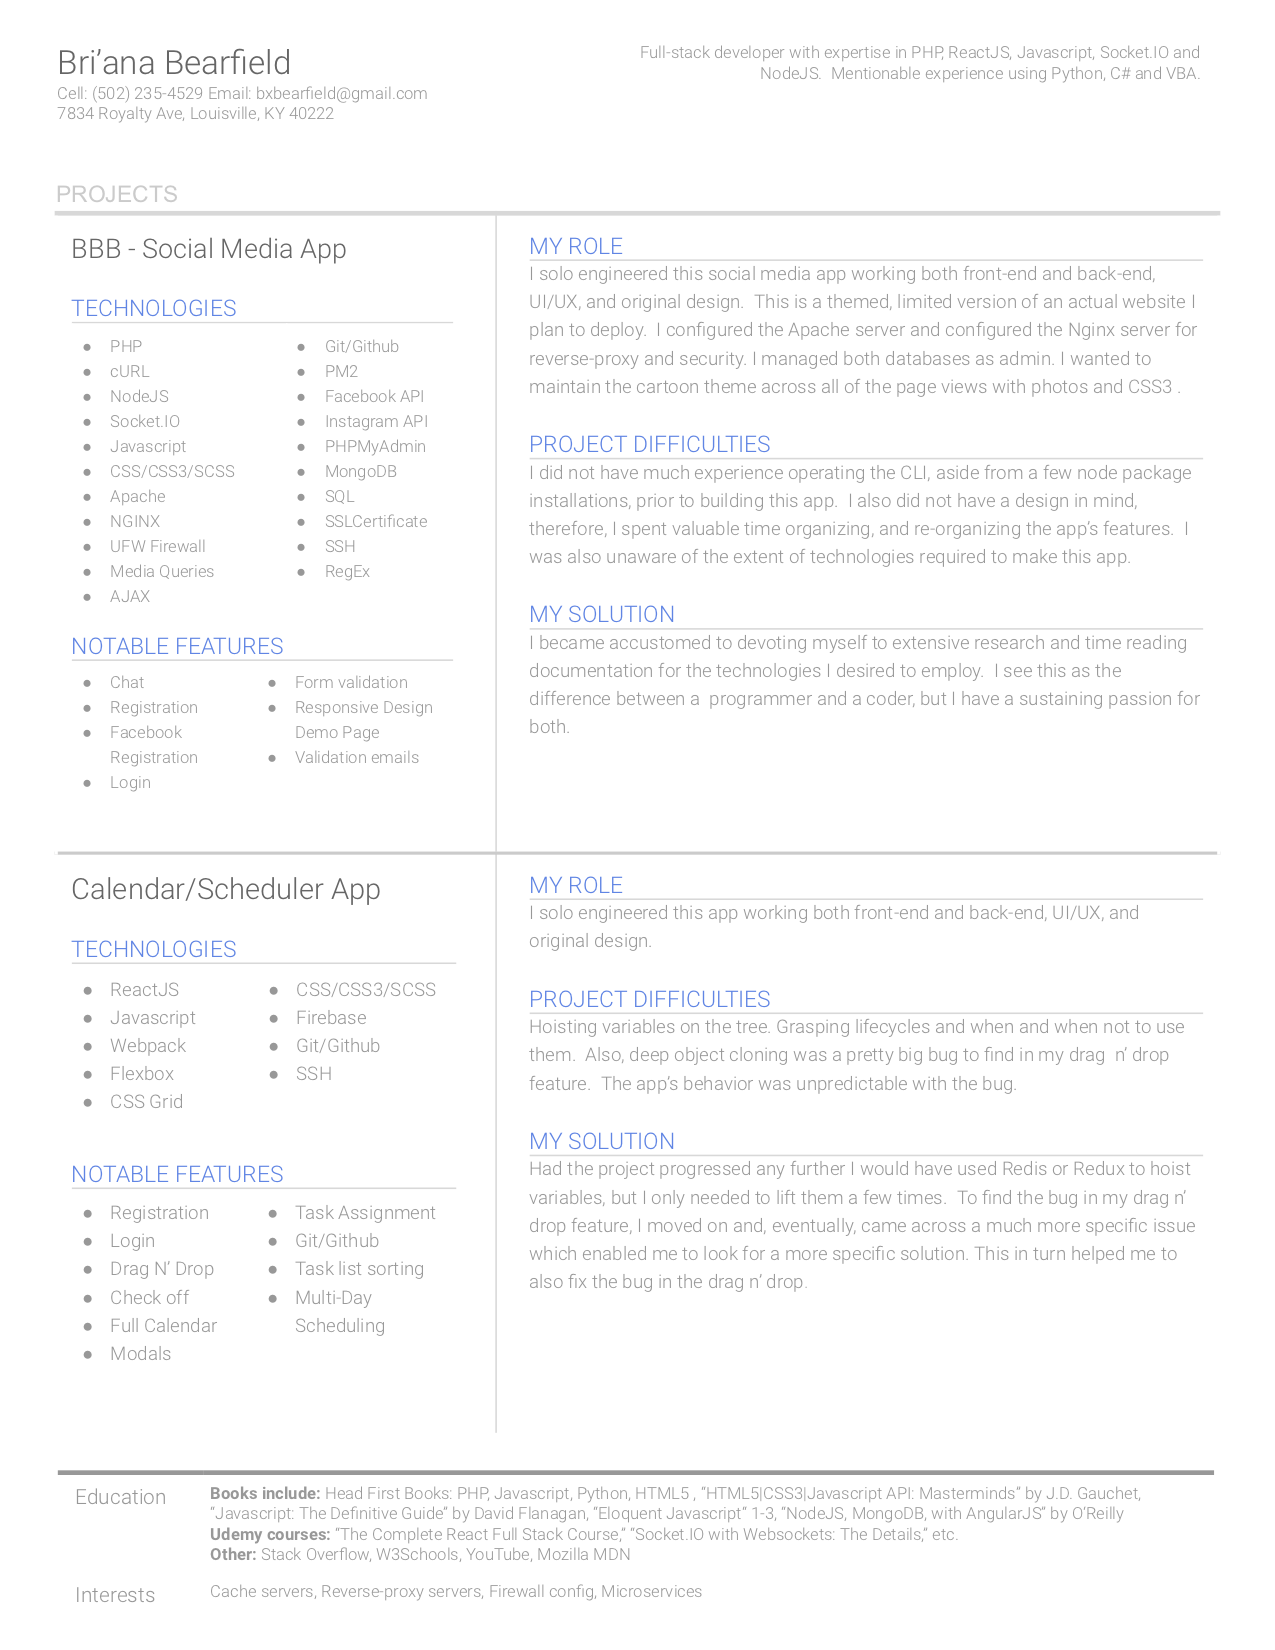 Bri’ana Bearfield
Cell: (502) 235-4529 Email: bxbearfield@gmail.com
7834 Royalty Ave, Louisville, KY 40222
Full-stack developer with expertise in PHP, ReactJS, Javascript, Socket.IO and
NodeJS.  Mentionable experience using Python, C# and VBA.
PROJECTS
BBB - Social Media App
TECHNOLOGIES
● PHP
● cURL
● NodeJS
● Socket.IO
● Javascript
● CSS/CSS3/SCSS
● Apache
● NGINX
● UFW Firewall
● Media Queries
● AJAX
● Git/Github
● PM2
● Facebook API
● Instagram API
● PHPMyAdmin
● MongoDB
● SQL
● SSLCertificate
● SSH
● RegEx
NOTABLE FEATURES
● Chat
● Registration
● Facebook
Registration
● Login
● Form validation
● Responsive Design
Demo Page
● Validation emails
MY ROLE
I solo engineered this social media app working both front-end and back-end,
UI/UX, and original design.  This is a themed, limited version of an actual website I
plan to deploy.  I configured the Apache server and configured the Nginx server for
reverse-proxy and security. I managed both databases as admin. I wanted to
maintain the cartoon theme across all of the page views with photos and CSS3 .
PROJECT DIFFICULTIES
I did not have much experience operating the CLI, aside from a few node package
installations, prior to building this app.  I also did not have a design in mind,
therefore, I spent valuable time organizing, and re-organizing the app’s features.  I
was also unaware of the extent of technologies required to make this app.
MY SOLUTION
I became accustomed to devoting myself to extensive research and time reading
documentation for the technologies I desired to employ.  I see this as the
difference between a  programmer and a coder, but I have a sustaining passion for
both.
Calendar/Scheduler App
TECHNOLOGIES
● ReactJS
● Javascript
● Webpack
● Flexbox
● CSS Grid
● CSS/CSS3/SCSS
● Firebase
● Git/Github
● SSH
NOTABLE FEATURES
● Registration
● Login
● Drag N’ Drop
● Check off
● Full Calendar
● Modals
● Task Assignment
● Git/Github
● Task list sorting
● Multi-Day
Scheduling
MY ROLE
I solo engineered this app working both front-end and back-end, UI/UX, and
original design.
PROJECT DIFFICULTIES
Hoisting variables on the tree. Grasping lifecycles and when and when not to use
them.  Also, deep object cloning was a pretty big bug to find in my drag  n’ drop
feature.  The app’s behavior was unpredictable with the bug.
MY SOLUTION
Had the project progressed any further I would have used Redis or Redux to hoist
variables, but I only needed to lift them a few times.  To find the bug in my drag n’
drop feature, I moved on and, eventually, came across a much more specific issue
which enabled me to look for a more specific solution. This in turn helped me to
also fix the bug in the drag n’ drop.
Education
Books include: Head First Books: PHP, Javascript, Python, HTML5 , “HTML5|CSS3|Javascript API: Masterminds” by J.D. Gauchet,
“Javascript: The Definitive Guide” by David Flanagan, “Eloquent Javascript” 1-3, “NodeJS, MongoDB, with AngularJS” by O’Reilly
Udemy courses: “The Complete React Full Stack Course,” “Socket.IO with Websockets: The Details,” etc.
Other: Stack Overflow, W3Schools, YouTube, Mozilla MDN
Interests
Cache servers, Reverse-proxy servers, Firewall config, Microservices